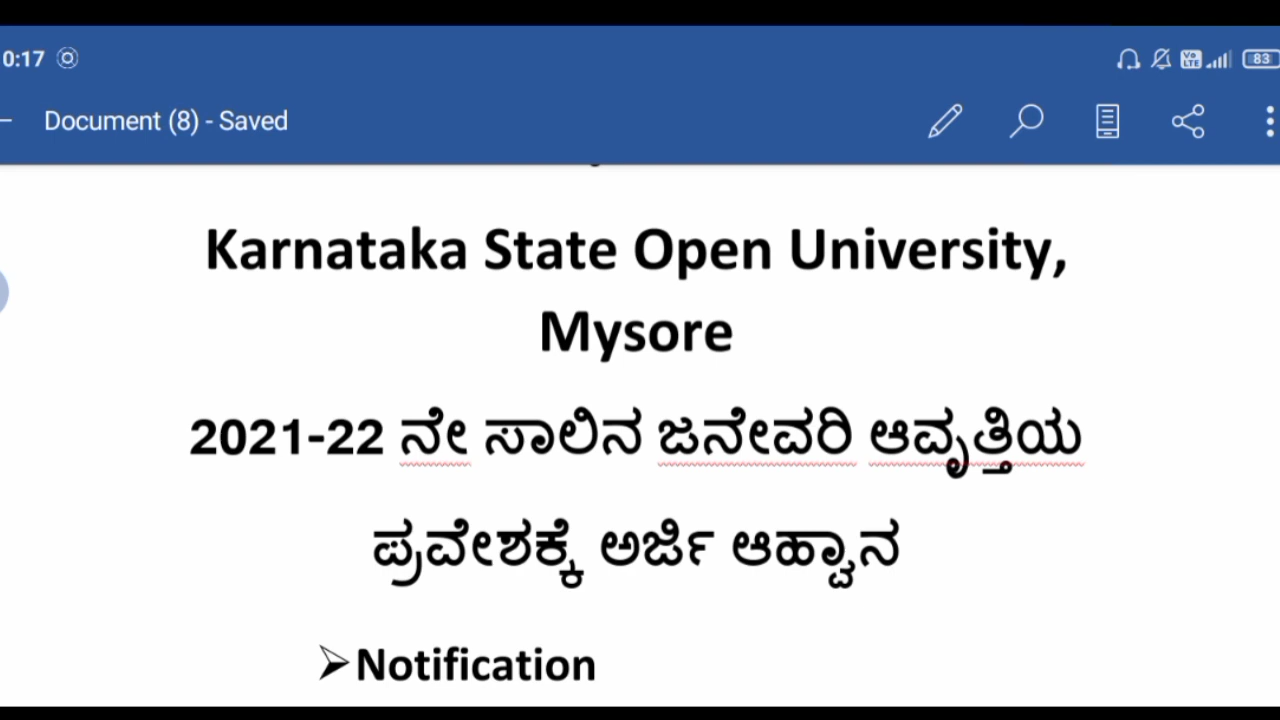 0:17 83
Document (8) - Saved
Karnataka State Open University,
Mysore
2021-22 ನೇ ಸಾಲಿನ ಜನೇವರಿ ಆವೃತ್ತಿಯ
ಪ್ರವೇಶಕ್ಕೆ ಅರ್ಜಿ ಆಹ್ವಾನ
➢Notification